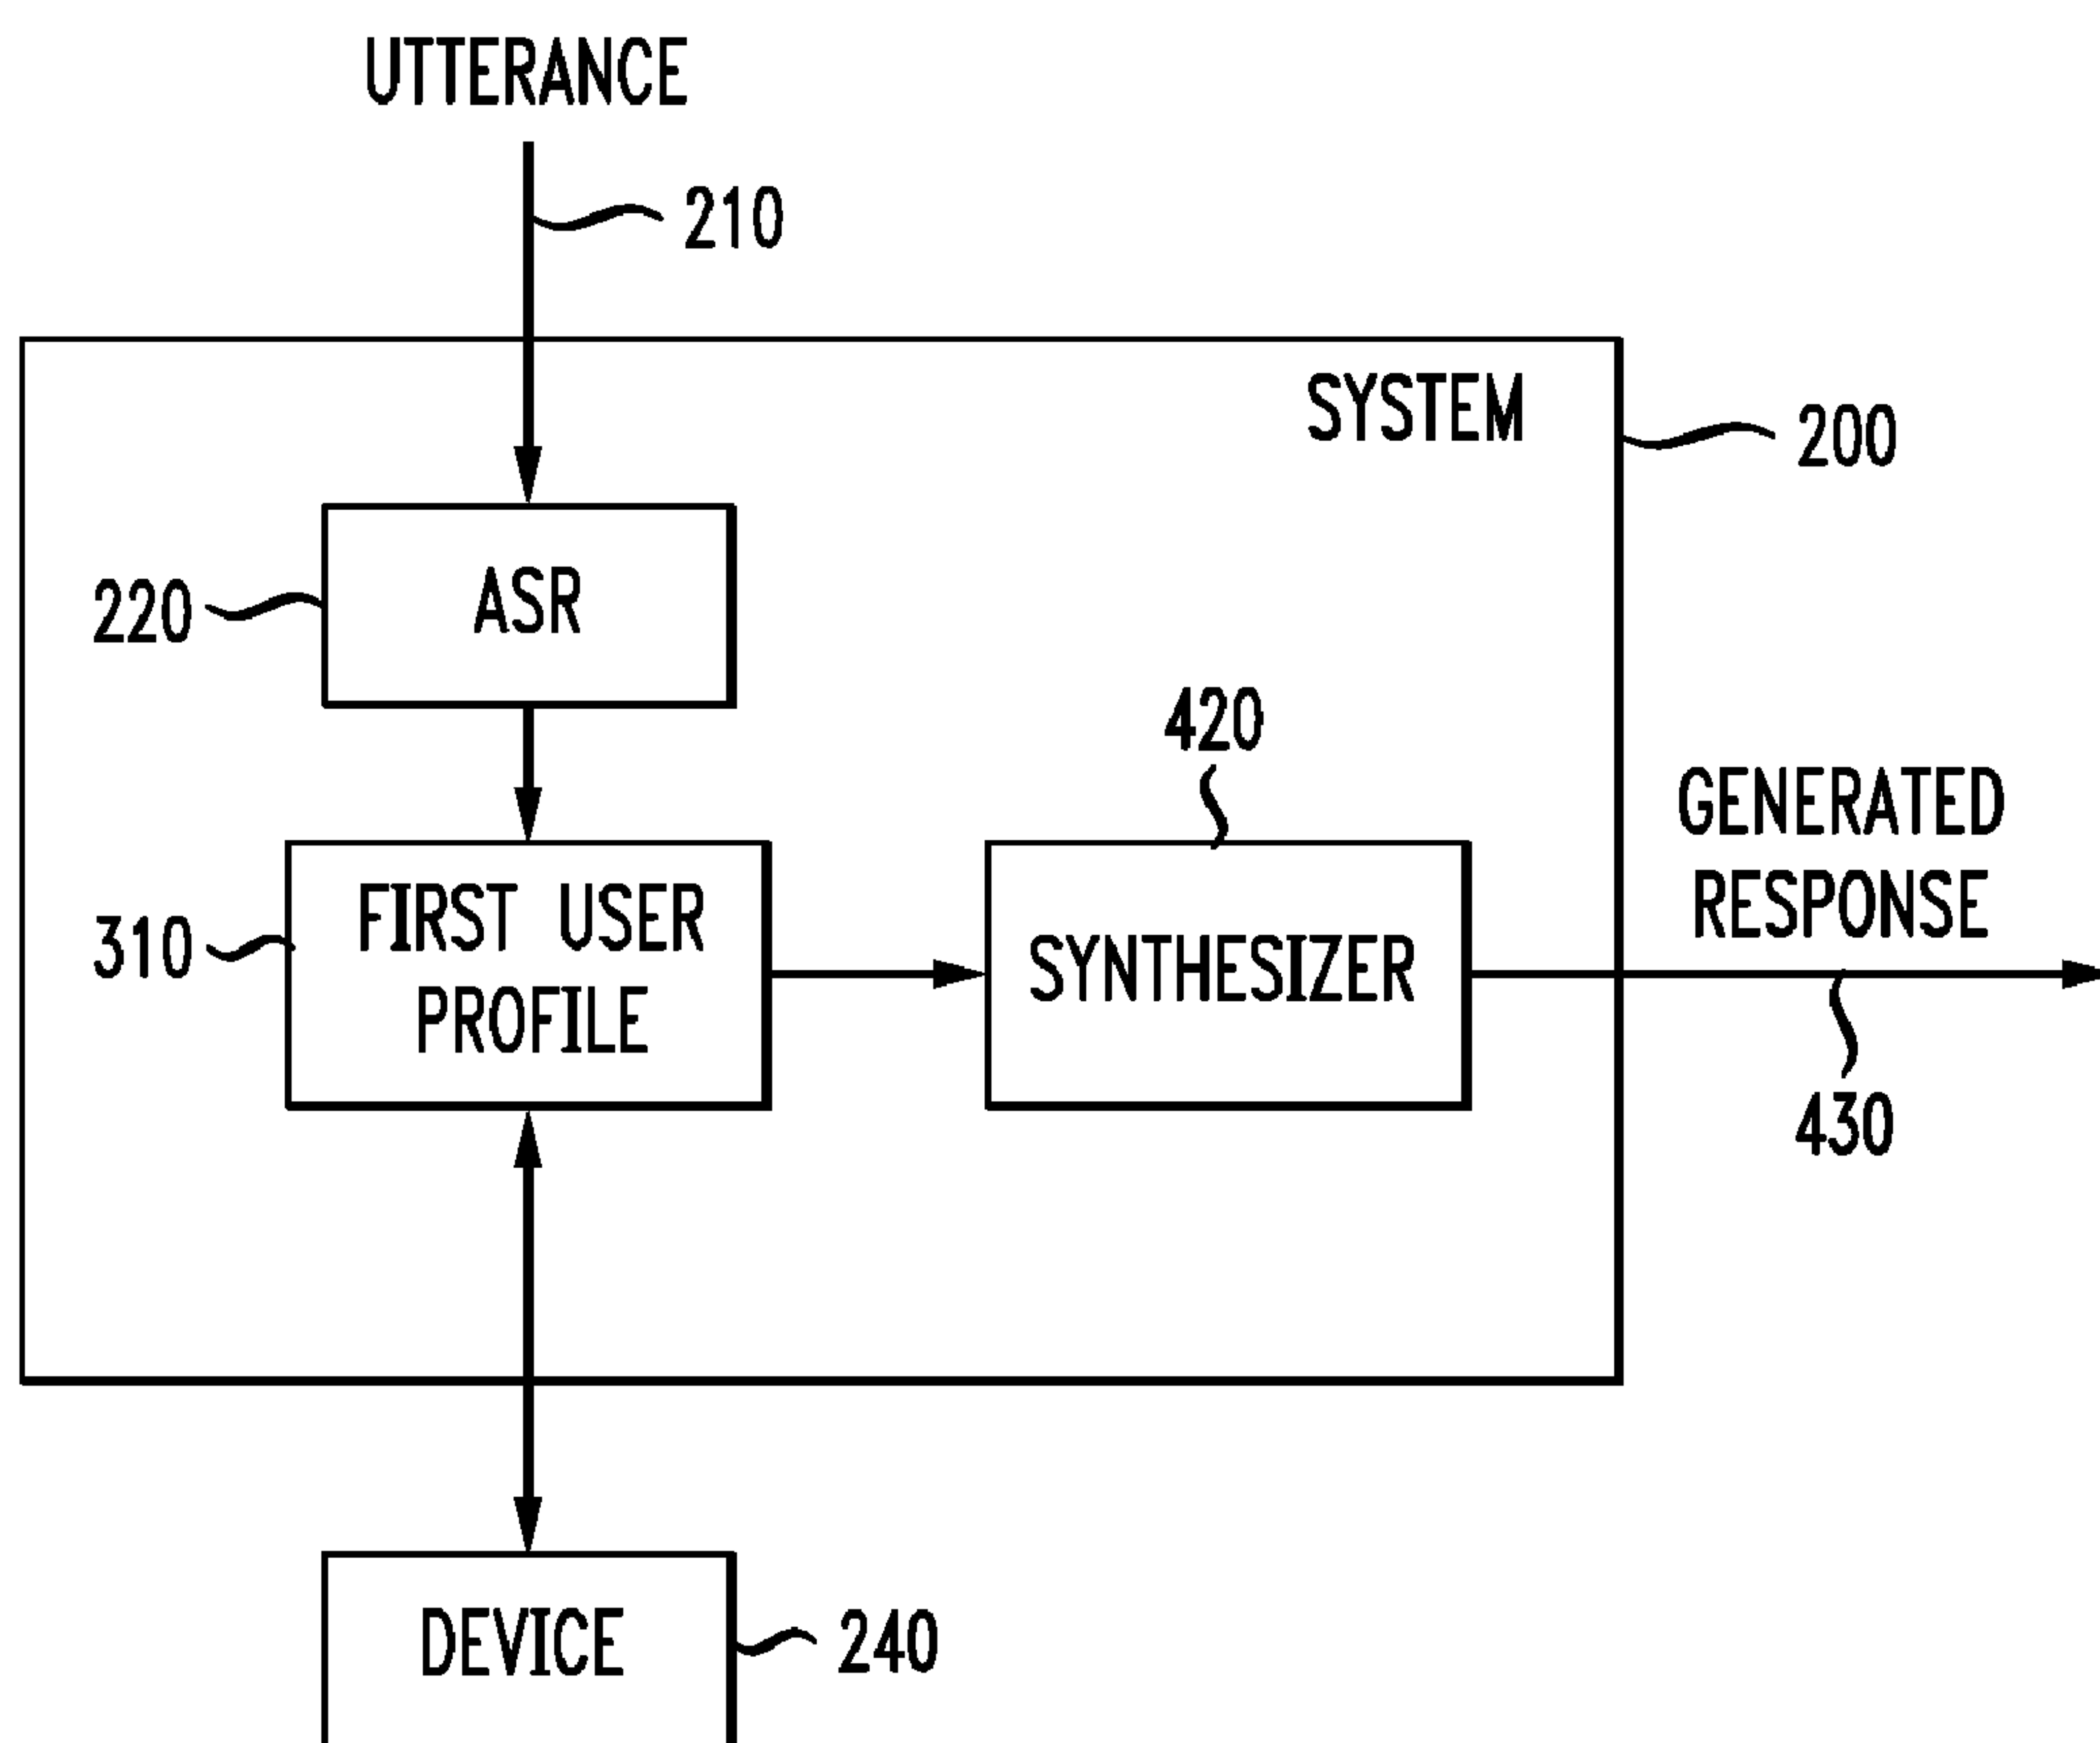 UTTERANCE
210
SYSTEM
200
ASR
220
420
GENERATED
RESPONSE
FIRST USER
PROFILE
310
SYNTHESIZER
430
DEVICE
240